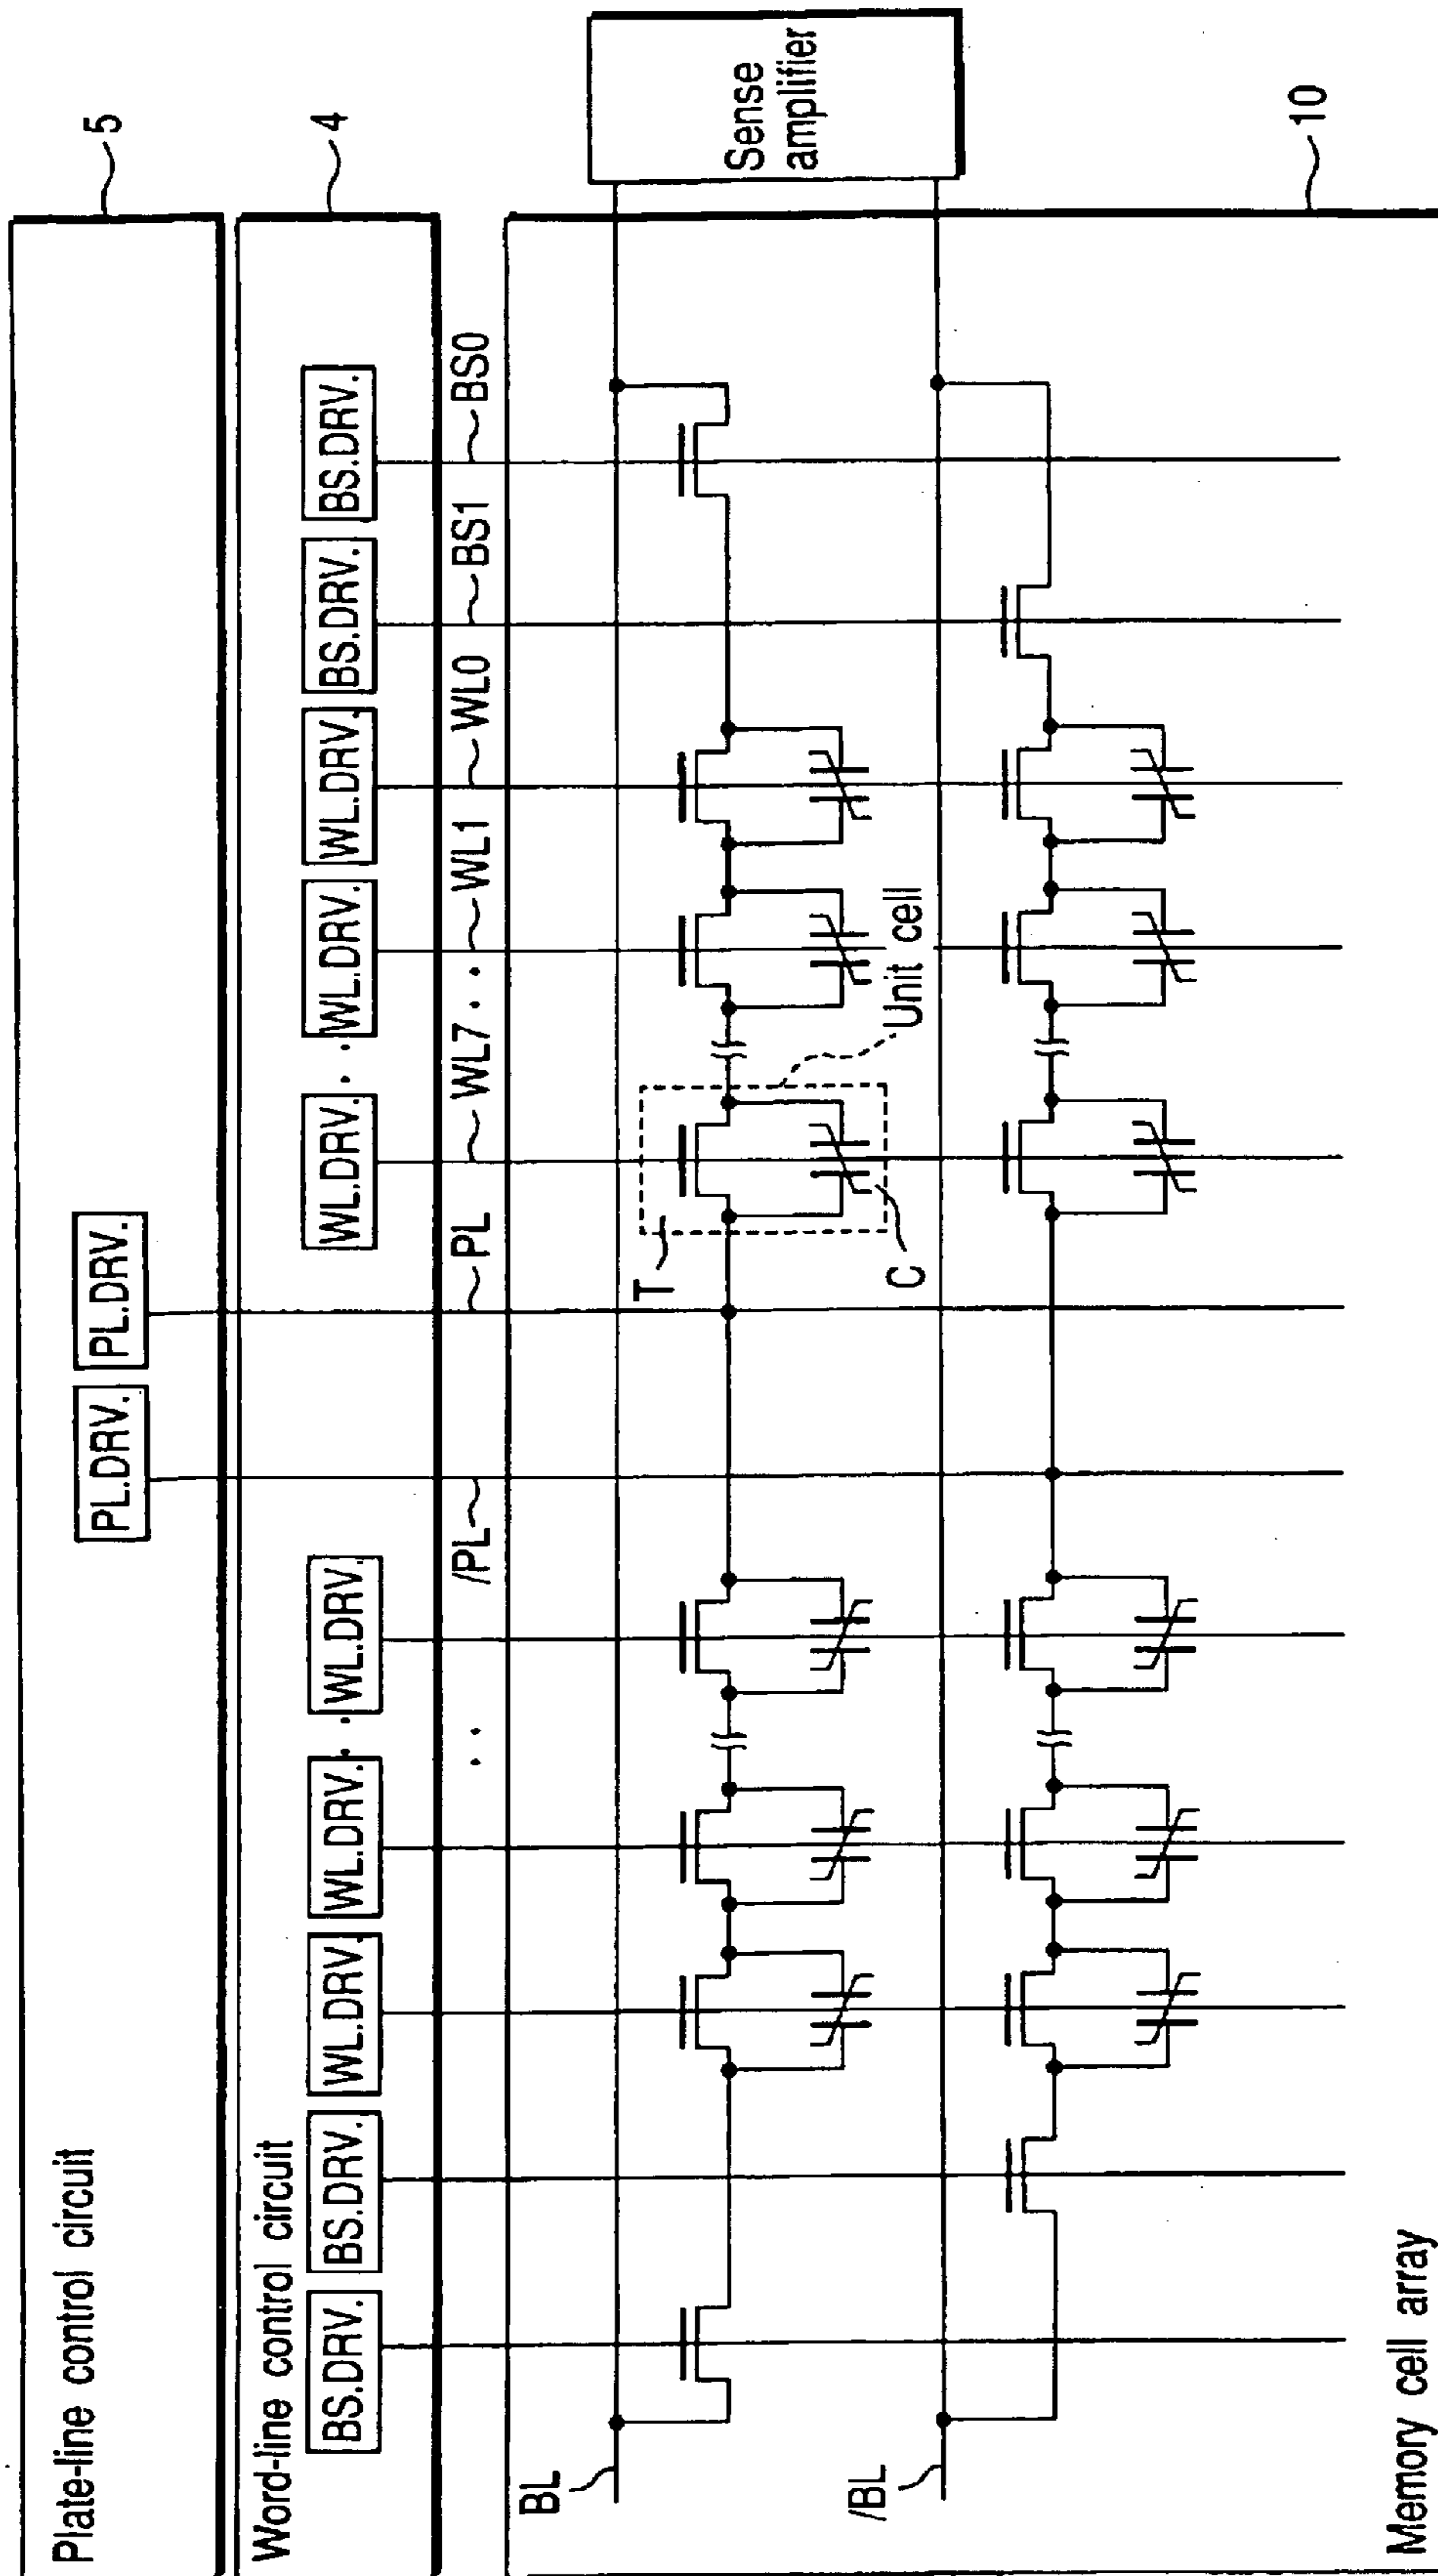 Plate-line control circuit
PL.DRV.
PL.DRV.
5
Word-line control circuit
BS.DRV.
BS.DRV.
WL.DRV.
WL.DRV.
. .
WL.DRV.
WL.DRV.
. .
WL.DRV.
WL.DRV.
BS.DRV.
BS.DRV.
4
. .
/PL
PL
WL7
. .
WL1
WL0
BS1
BS0
BL
T
C
Unit cell
/BL
Sense
amplifier
Memory cell array
10